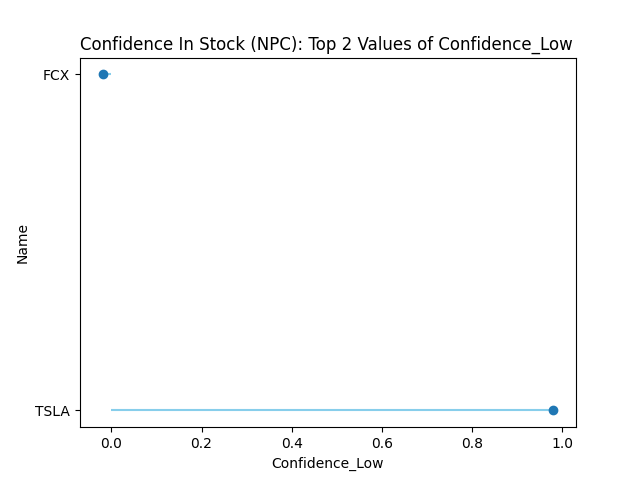 Confidence In Stock (NPC): Top 2 Values of Confidence_Low
FCX
Name
TSLA
0.0 0.2 0.4 0.6 0.8 1.0
Confidence_Low